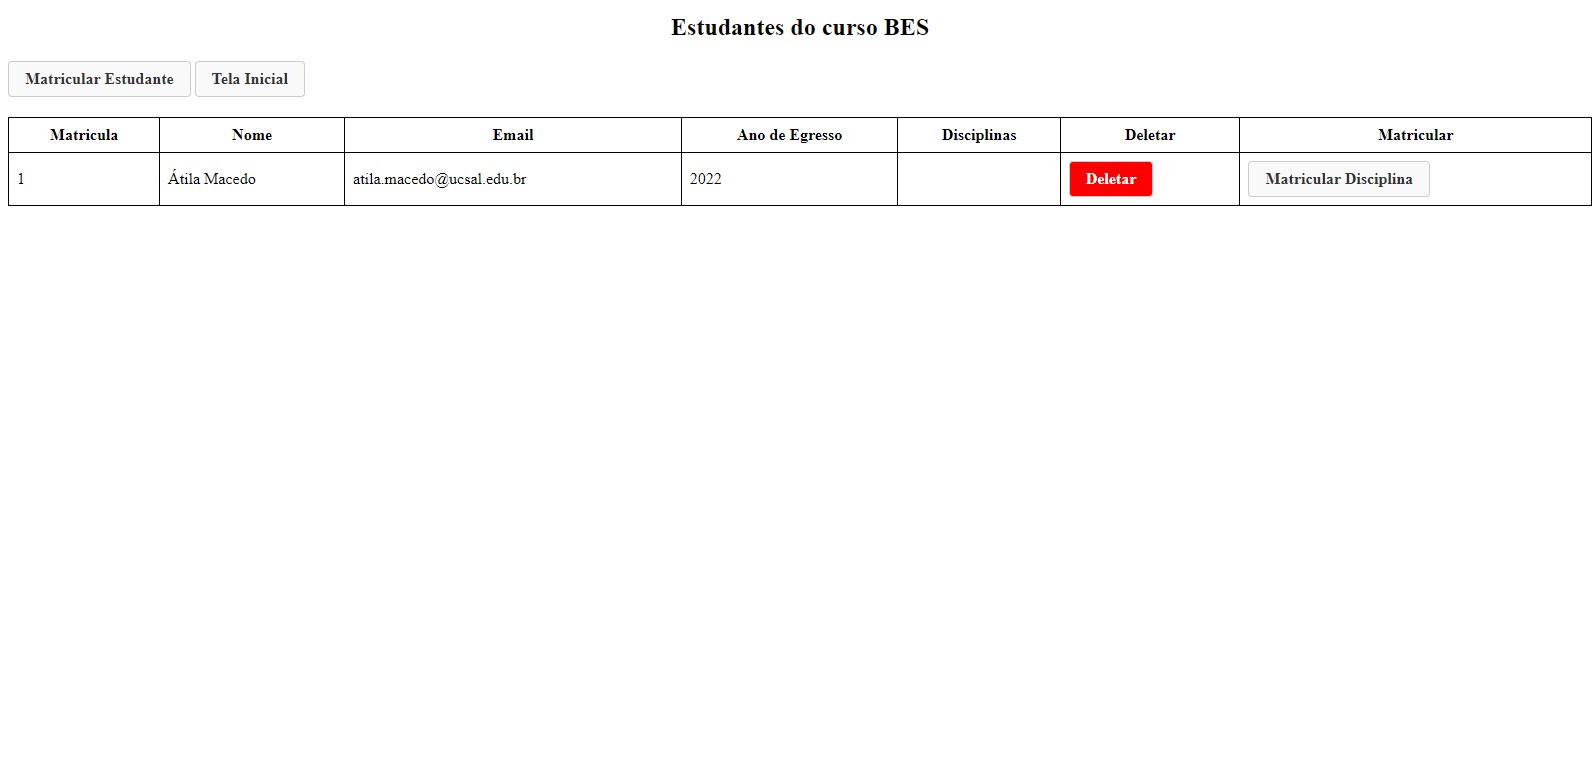 Estudantes do curso BES
Matricular Estudante Tela Inicial
Matricula Nome Email Ano de Egresso Disciplinas Deletar Matricular
1 Átila Macedo atila.macedo@ucsal.edu.br 2022 Deletar Matricular Disciplina